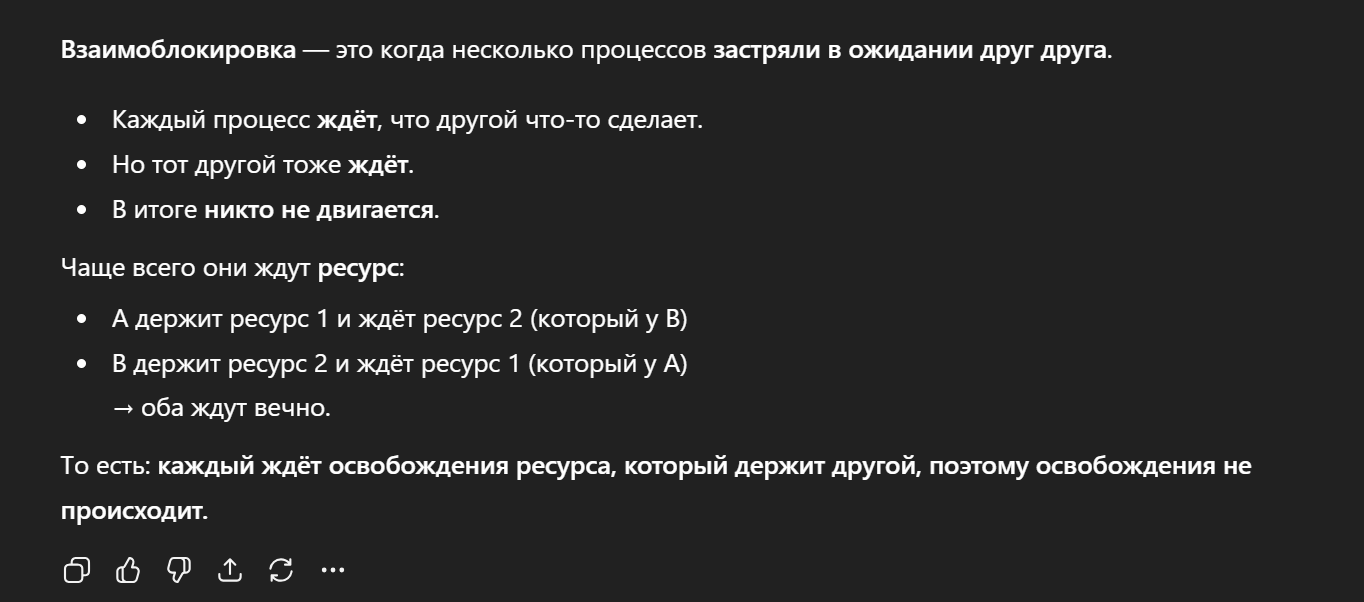 Взаимоблокировка — это когда несколько процессов застряли в ожидании друг друга.
• Каждый процесс ждёт, что другой что-то сделает.
• Но тот другой тоже ждёт.
• В итоге никто не двигается.
Чаще всего они ждут ресурс:
• A держит ресурс 1 и ждёт ресурс 2 (который у B)
• B держит ресурс 2 и ждёт ресурс 1 (который у A)
→ оба ждут вечно.
То есть: каждый ждёт освобождения ресурса, который держит другой, поэтому освобождения не
происходит.